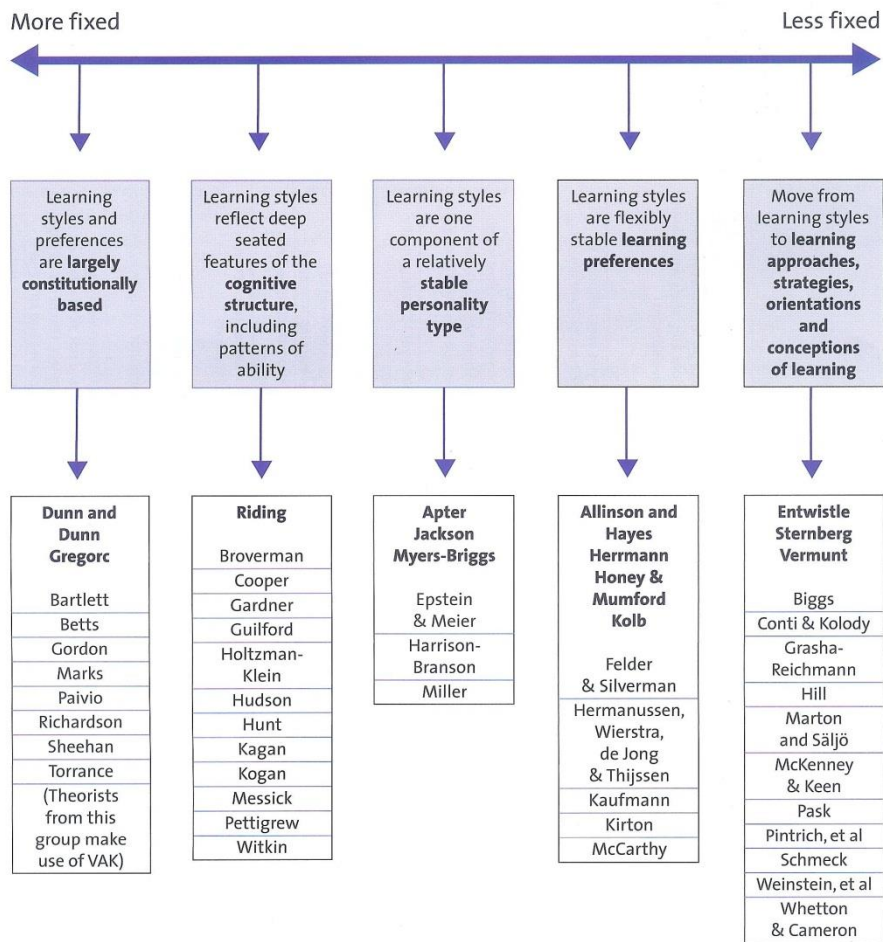 More fixed
Less fixed
Learning
styles and
preferences
are largely
constitutionally
based
Learning styles
reflect deep
seated
features of the
cognitive
structure,
including
patterns of
ability
Learning styles
are one
component of
a relatively
stable
personality
type
Learning styles
are flexibly
stable learning
preferences
Move from
learning styles
to learning
approaches,
strategies,
orientations
and
conceptions
of learning
Dunn and
Dunn
Gregorc
Bartlett
Betts
Gordon
Marks
Paivio
Richardson
Sheehan
Torrance
(Theorists
from this
group make
use of VAK)
Riding
Broverman
Cooper
Gardner
Guilford
Holtzman-
Klein
Hudson
Hunt
Kagan
Kogan
Messick
Pettigrew
Witkin
Apter
Jackson
Myers-Briggs
Epstein
& Meier
Harrison-
Branson
Miller
Allinson and
Hayes
Herrmann
Honey &
Mumford
Kolb
Felder
& Silverman
Hermanussen,
Wierstra,
de Jong
& Thijssen
Kaufmann
Kirton
McCarthy
Entwistle
Sternberg
Vermunt
Biggs
Conti & Kolody
Grasha-
Reichmann
Hill
Marton
and Säljö
McKenney
& Keen
Pask
Pintrich, et al
Schmeck
Weinstein, et al
Whetton
& Cameron